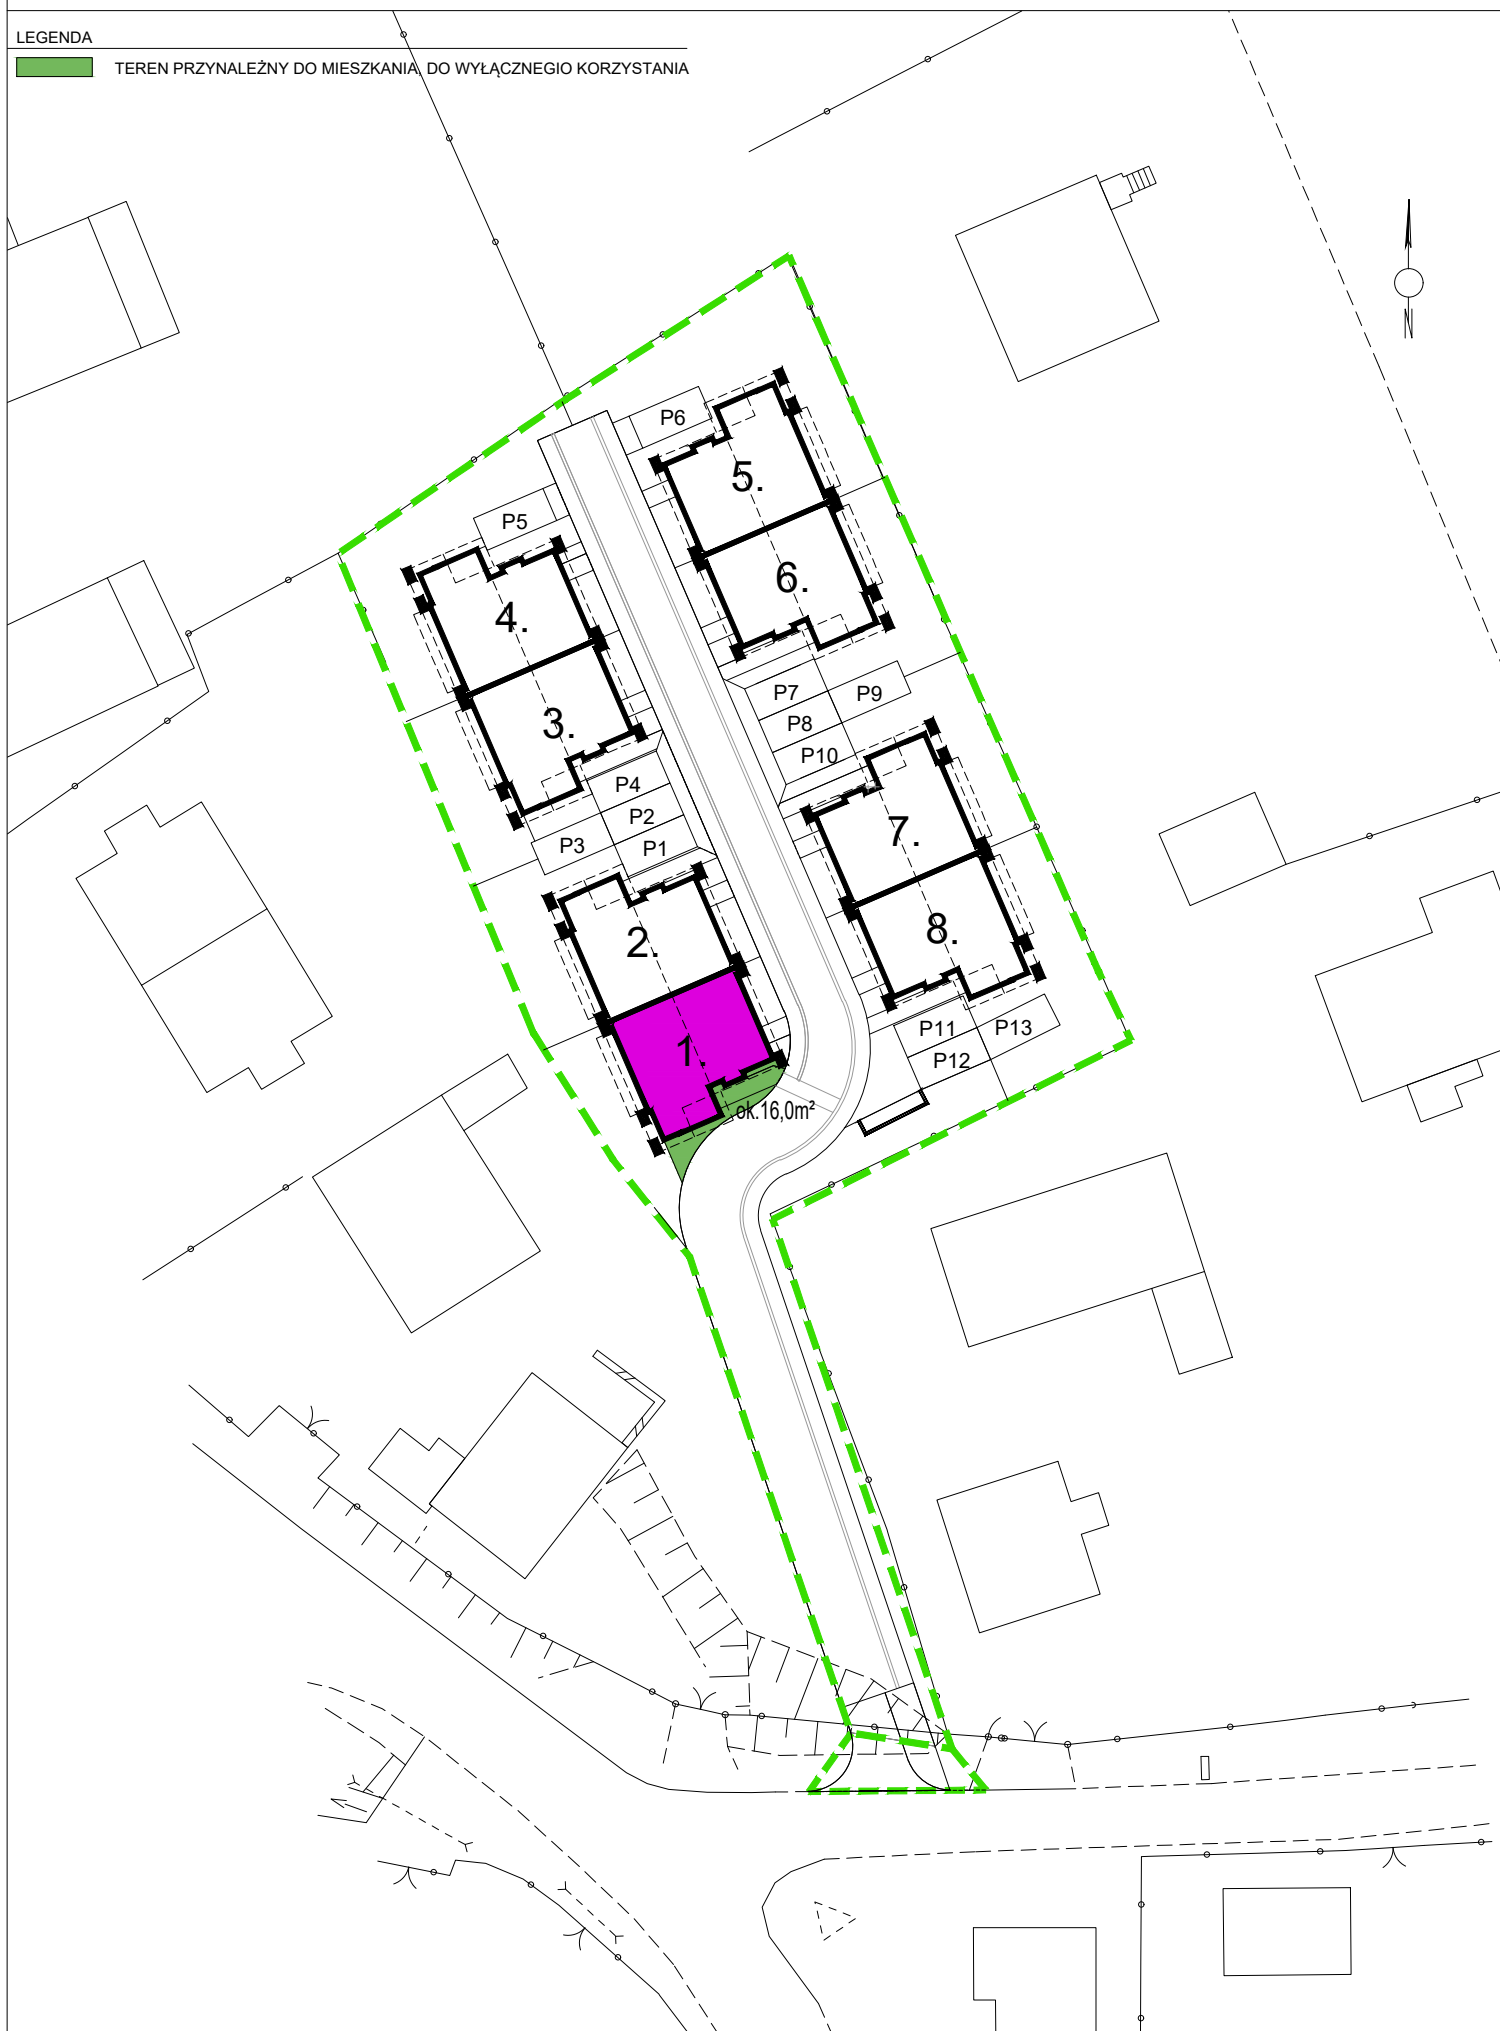 LEGENDA
TEREN PRZYNALEŻNY DO MIESZKANIA, DO WYŁĄCZNEGIO KORZYSTANIA
N
P6
5.
P5
6.
4.
P7
P9
3.
P8
P10
P4
P2
P3
P1
7.
2.
8.
P11
P13
1.
P12
ok.16,0m²